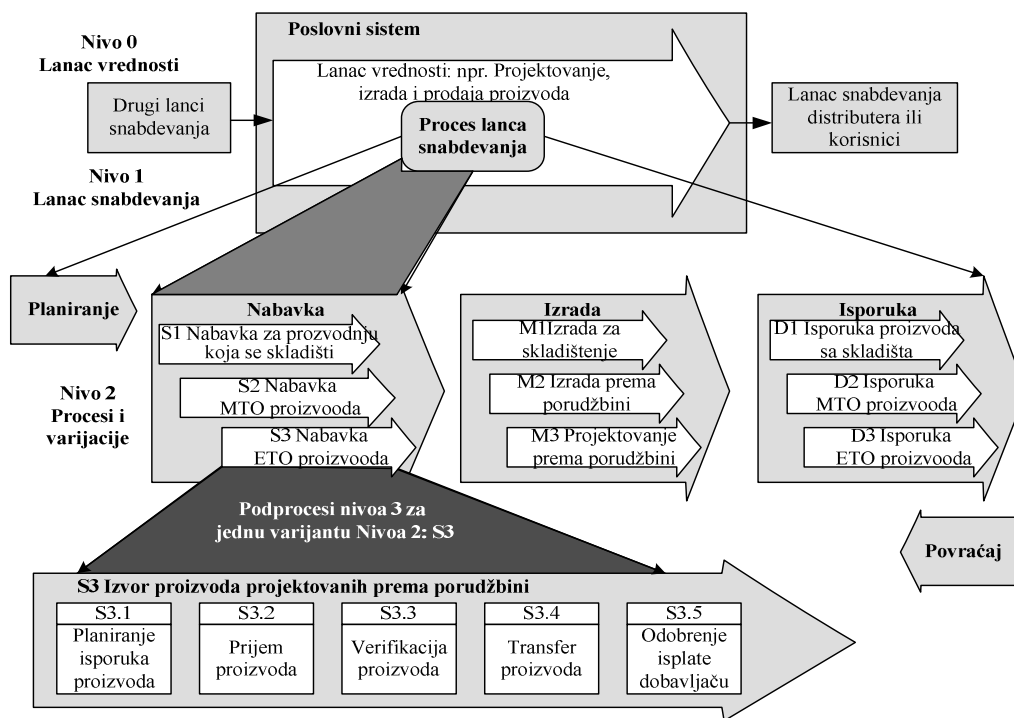 Nivo 0
Lanac vrednosti
Poslovni sistem
Lanac vrednosti: npr. Projektovanje,
izrada i prodaja proizvoda
Drugi lanci
snabdevanja
Proces lanca
snabdevanja
Lanac snabdevanja
distributera ili
korisnici
Nivo 1
Lanac snabdevanja
Planiranje
Nabavka
S1 Nabavka za prozvodnju
koja se skladišti
S2 Nabavka
MTO proizvooda
S3 Nabavka
ETO proizvooda
Izrada
M1Izrada za
skladištenje
M2 Izrada prema
porudžbini
M3 Projektovanje
prema porudžbini
Isporuka
D1 Isporuka proizvoda
sa skladišta
D2 Isporuka
MTO proizvooda
D3 Isporuka
ETO proizvooda
Nivo 2
Procesi i
varijacije
Podprocesi nivoa 3 za
jednu varijantu Nivoa 2: S3
Povraćaj
S3 Izvor proizvoda projektovanih prema porudžbini
S3.1
Planiranje
isporuka
proizvoda
S3.2
Prijem
proizvoda
S3.3
Verifikacija
proizvoda
S3.4
Transfer
proizvoda
S3.5
Odobrenje
isplate
dobavljaču